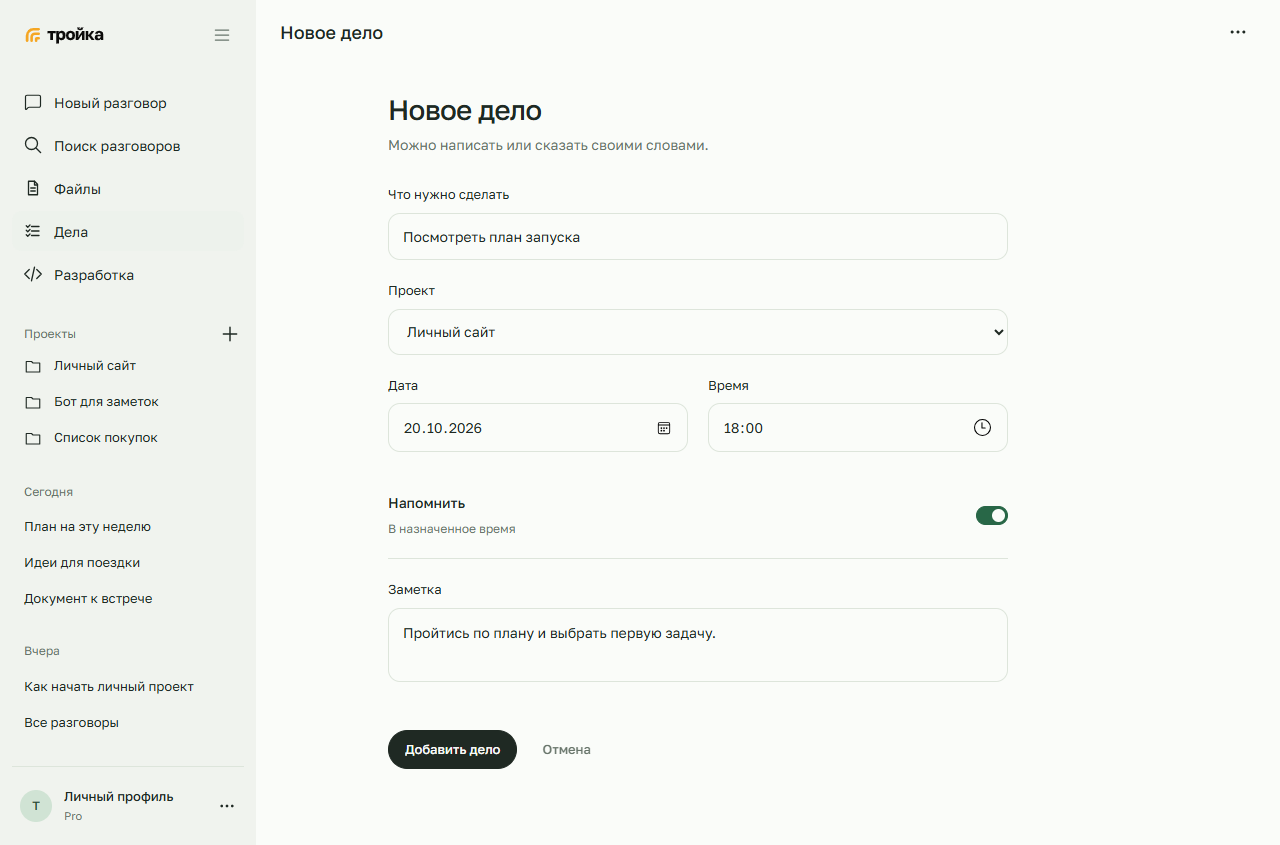 тройка
Новый разговор
Поиск разговоров
Файлы
Дела
Разработка
Проекты
Личный сайт
Бот для заметок
Список покупок
Сегодня
План на эту неделю
Идеи для поездки
Документ к встрече
Вчера
Как начать личный проект
Все разговоры
Т
Личный профиль
Pro
Новое дело
Новое дело
Можно написать или сказать своими словами.
Что нужно сделать
Посмотреть план запуска
Проект
Личный сайт
Дата
Время
20.10.2026
18:00
Напомнить
В назначенное время
Заметка
Пройтись по плану и выбрать первую задачу.
Добавить дело
Отмена